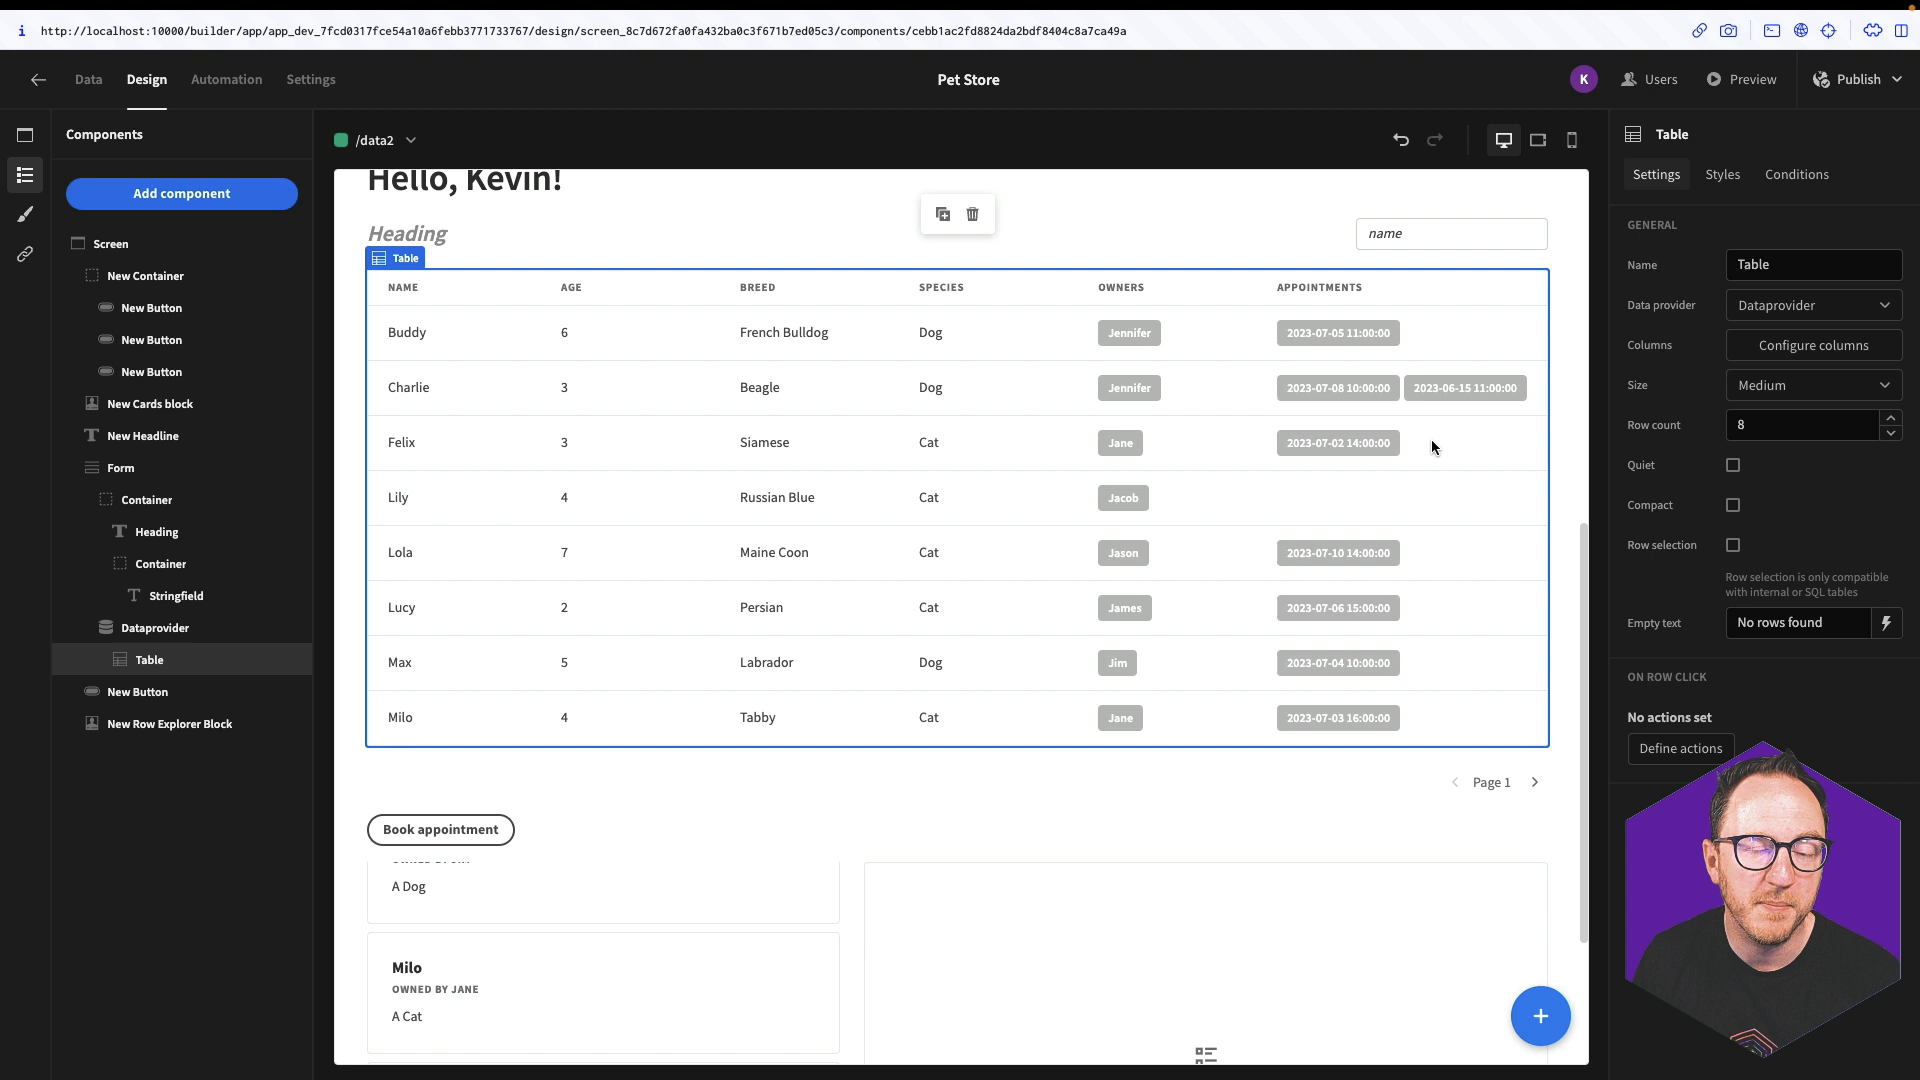 http://localhost:10000/builder/app/app_dev_7fcd0317fce54a10a6febb3771733767/design/screen_8c7d672fa0fa432ba0c3f671b7ed05c3/components/cebb1ac2fd8824da2bdf8404c8a7ca49a
Data Design Automation Settings
Pet Store
K Users Preview Publish
Components
Add component
Screen
New Container
New Button
New Button
New Button
New Cards block
New Headline
Form
Container
Heading
Container
Stringfield
Dataprovider
Table
New Button
New Row Explorer Block
/data2
Hello, Kevin!
Heading
name
Table
NAME AGE BREED SPECIES OWNERS APPOINTMENTS
Buddy 6 French Bulldog Dog Jennifer 2023-07-05 11:00:00
Charlie 3 Beagle Dog Jennifer 2023-07-08 10:00:00 2023-06-15 11:00:00
Felix 3 Siamese Cat Jane 2023-07-02 14:00:00
Lily 4 Russian Blue Cat Jacob
Lola 7 Maine Coon Cat Jason 2023-07-10 14:00:00
Lucy 2 Persian Cat James 2023-07-06 15:00:00
Max 5 Labrador Dog Jim 2023-07-04 10:00:00
Milo 4 Tabby Cat Jane 2023-07-03 16:00:00
Page 1
Book appointment
A Dog
Milo
OWNED BY JANE
A Cat
Table
Settings Styles Conditions
GENERAL
Name Table
Data provider Dataprovider
Columns Configure columns
Size Medium
Row count 8
Quiet
Compact
Row selection
Row selection is only compatible
with internal or SQL tables
Empty text No rows found
ON ROW CLICK
No actions set
Define actions